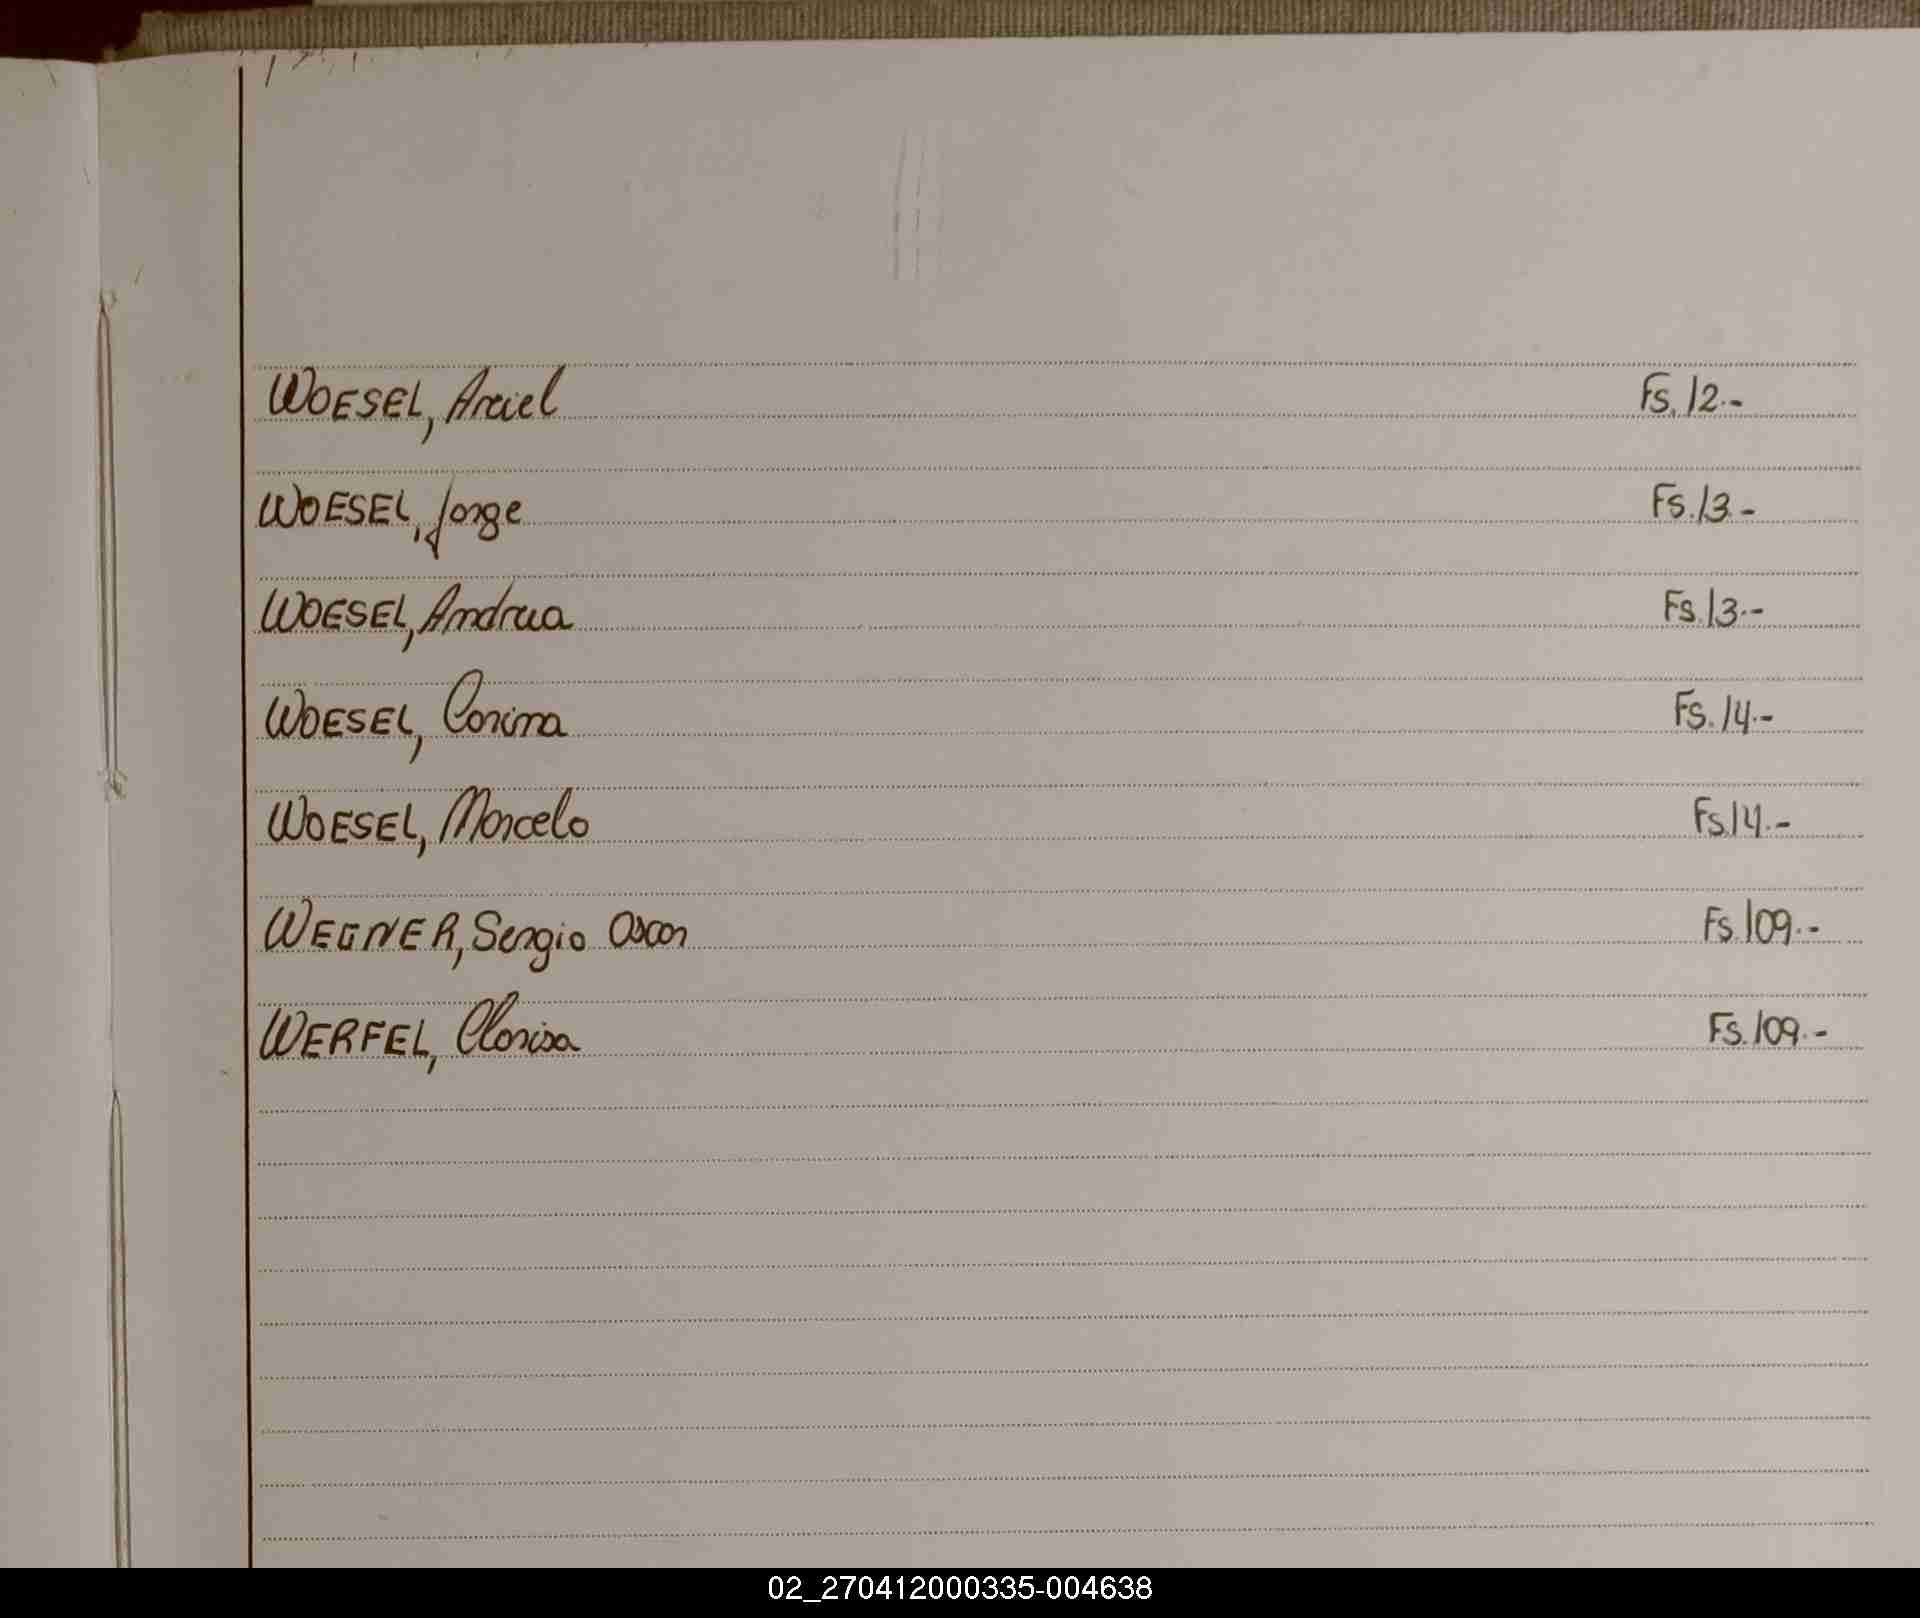 WOESEL, Arciel Fs. 12.-
WOESEL, Jorge Fs. 13.-
WOESEL, Andrea Fs. 13.-
WOESEL, Corina Fs. 14.-
WOESEL, Marcelo Fs. 14.-
WEGNER, Sergio Oscar Fs. 109.-
WERFEL, Clarisa Fs. 109.-
02_270412000335-004638